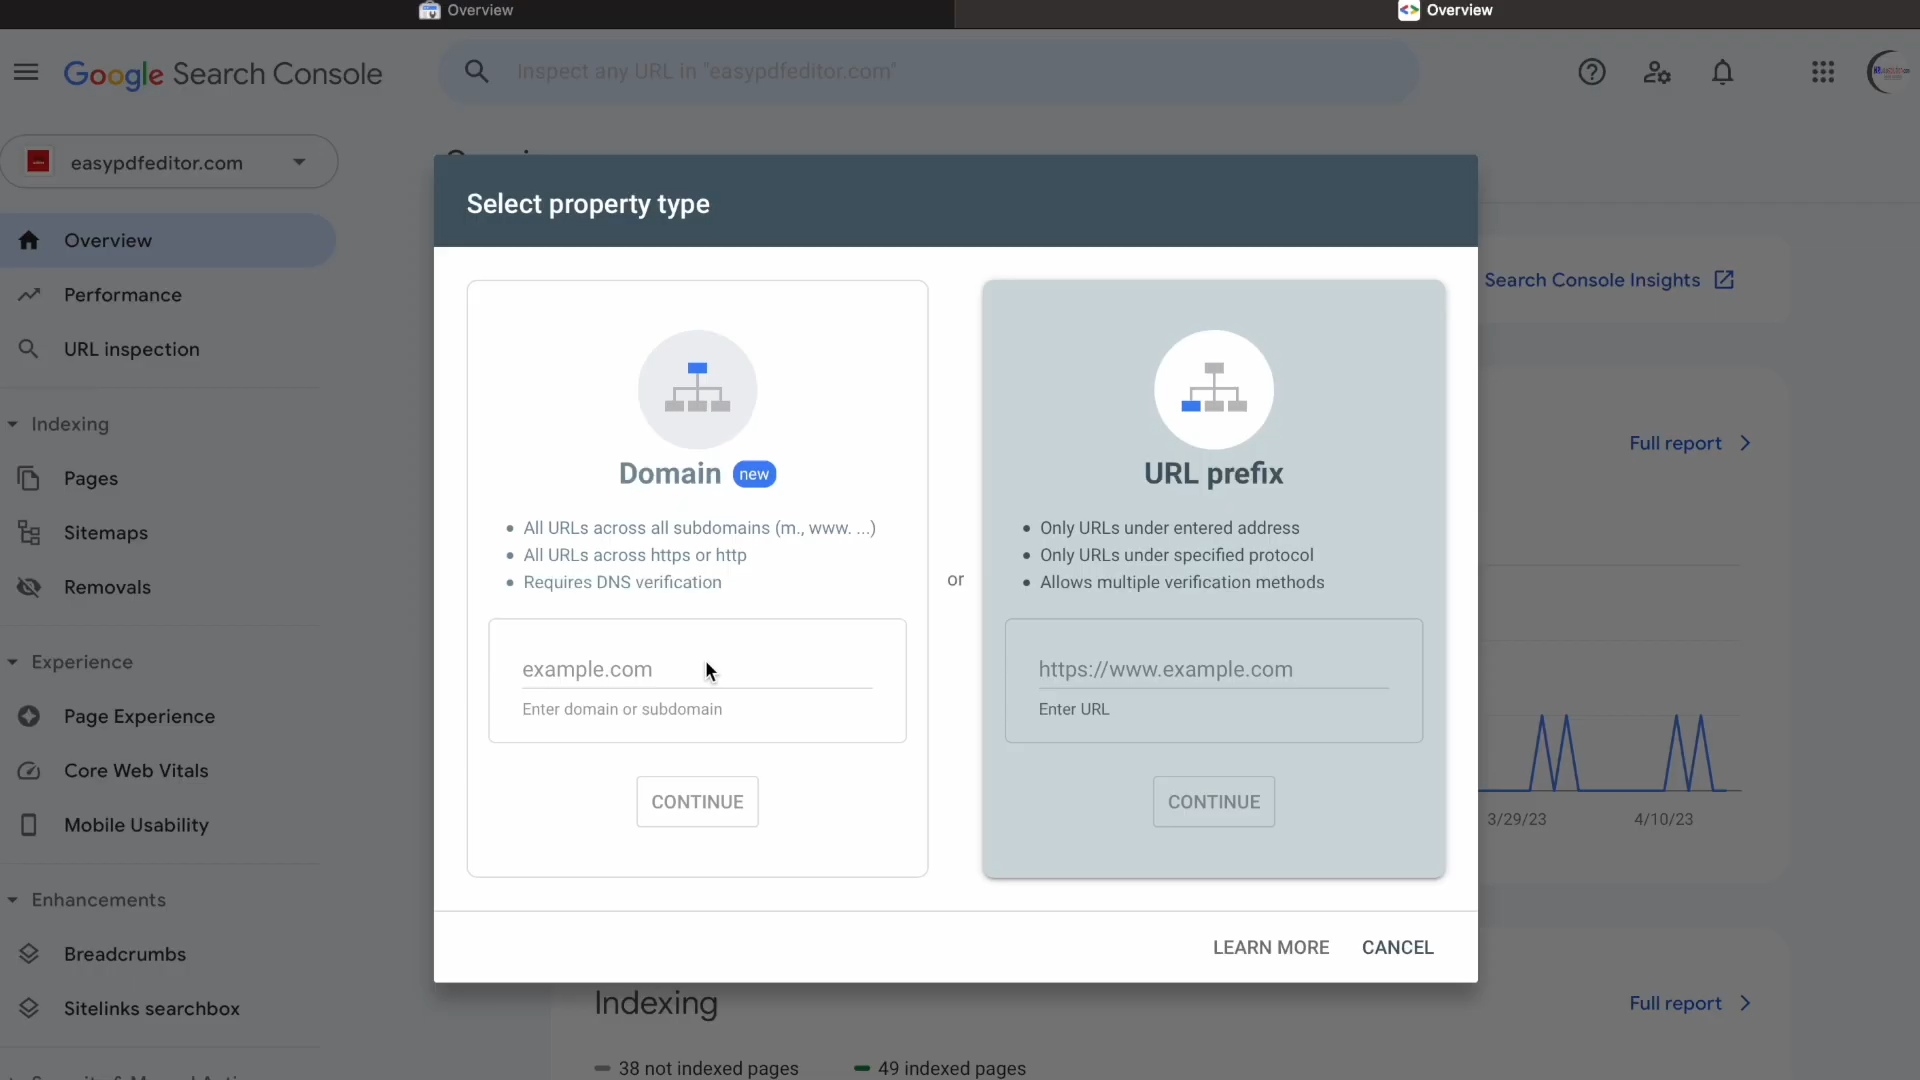 Overview
Overview
Google Search Console
Inspect any URL in "easypdfeditor.com"
easypdfeditor.com
Overview
Performance
URL inspection
Indexing
Pages
Sitemaps
Removals
Experience
Page Experience
Core Web Vitals
Mobile Usability
Enhancements
Breadcrumbs
Sitelinks searchbox
Select property type
Domain new
All URLs across all subdomains (m., www. ...)
All URLs across https or http
Requires DNS verification
example.com
Enter domain or subdomain
CONTINUE
or
URL prefix
Only URLs under entered address
Only URLs under specified protocol
Allows multiple verification methods
https://www.example.com
Enter URL
CONTINUE
LEARN MORE CANCEL
Search Console Insights
Full report
3/29/23 4/10/23
Indexing
Full report
38 not indexed pages 49 indexed pages